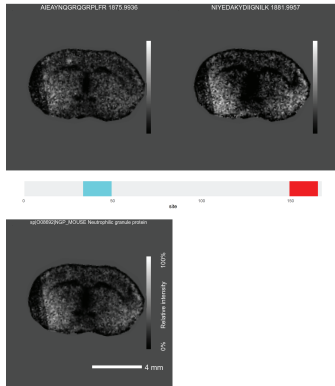 AIEAYNQGRQGRPLFR 1875.9936
NIYEDAKYDIIGNILK 1881.9957
0 50 100 150
site
sp|O08692|NGP_MOUSE Neutrophilic granule protein
100%
Relative intensity
0%
4 mm